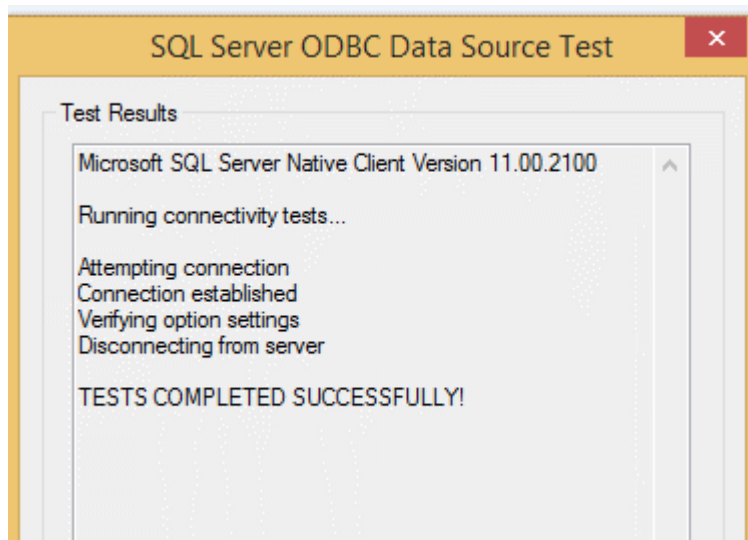 SQL Server ODBC Data Source Test
Test Results
Microsoft SQL Server Native Client Version 11.00.2100
Running connectivity tests...
Attempting connection
Connection established
Verifying option settings
Disconnecting from server
TESTS COMPLETED SUCCESSFULLY!